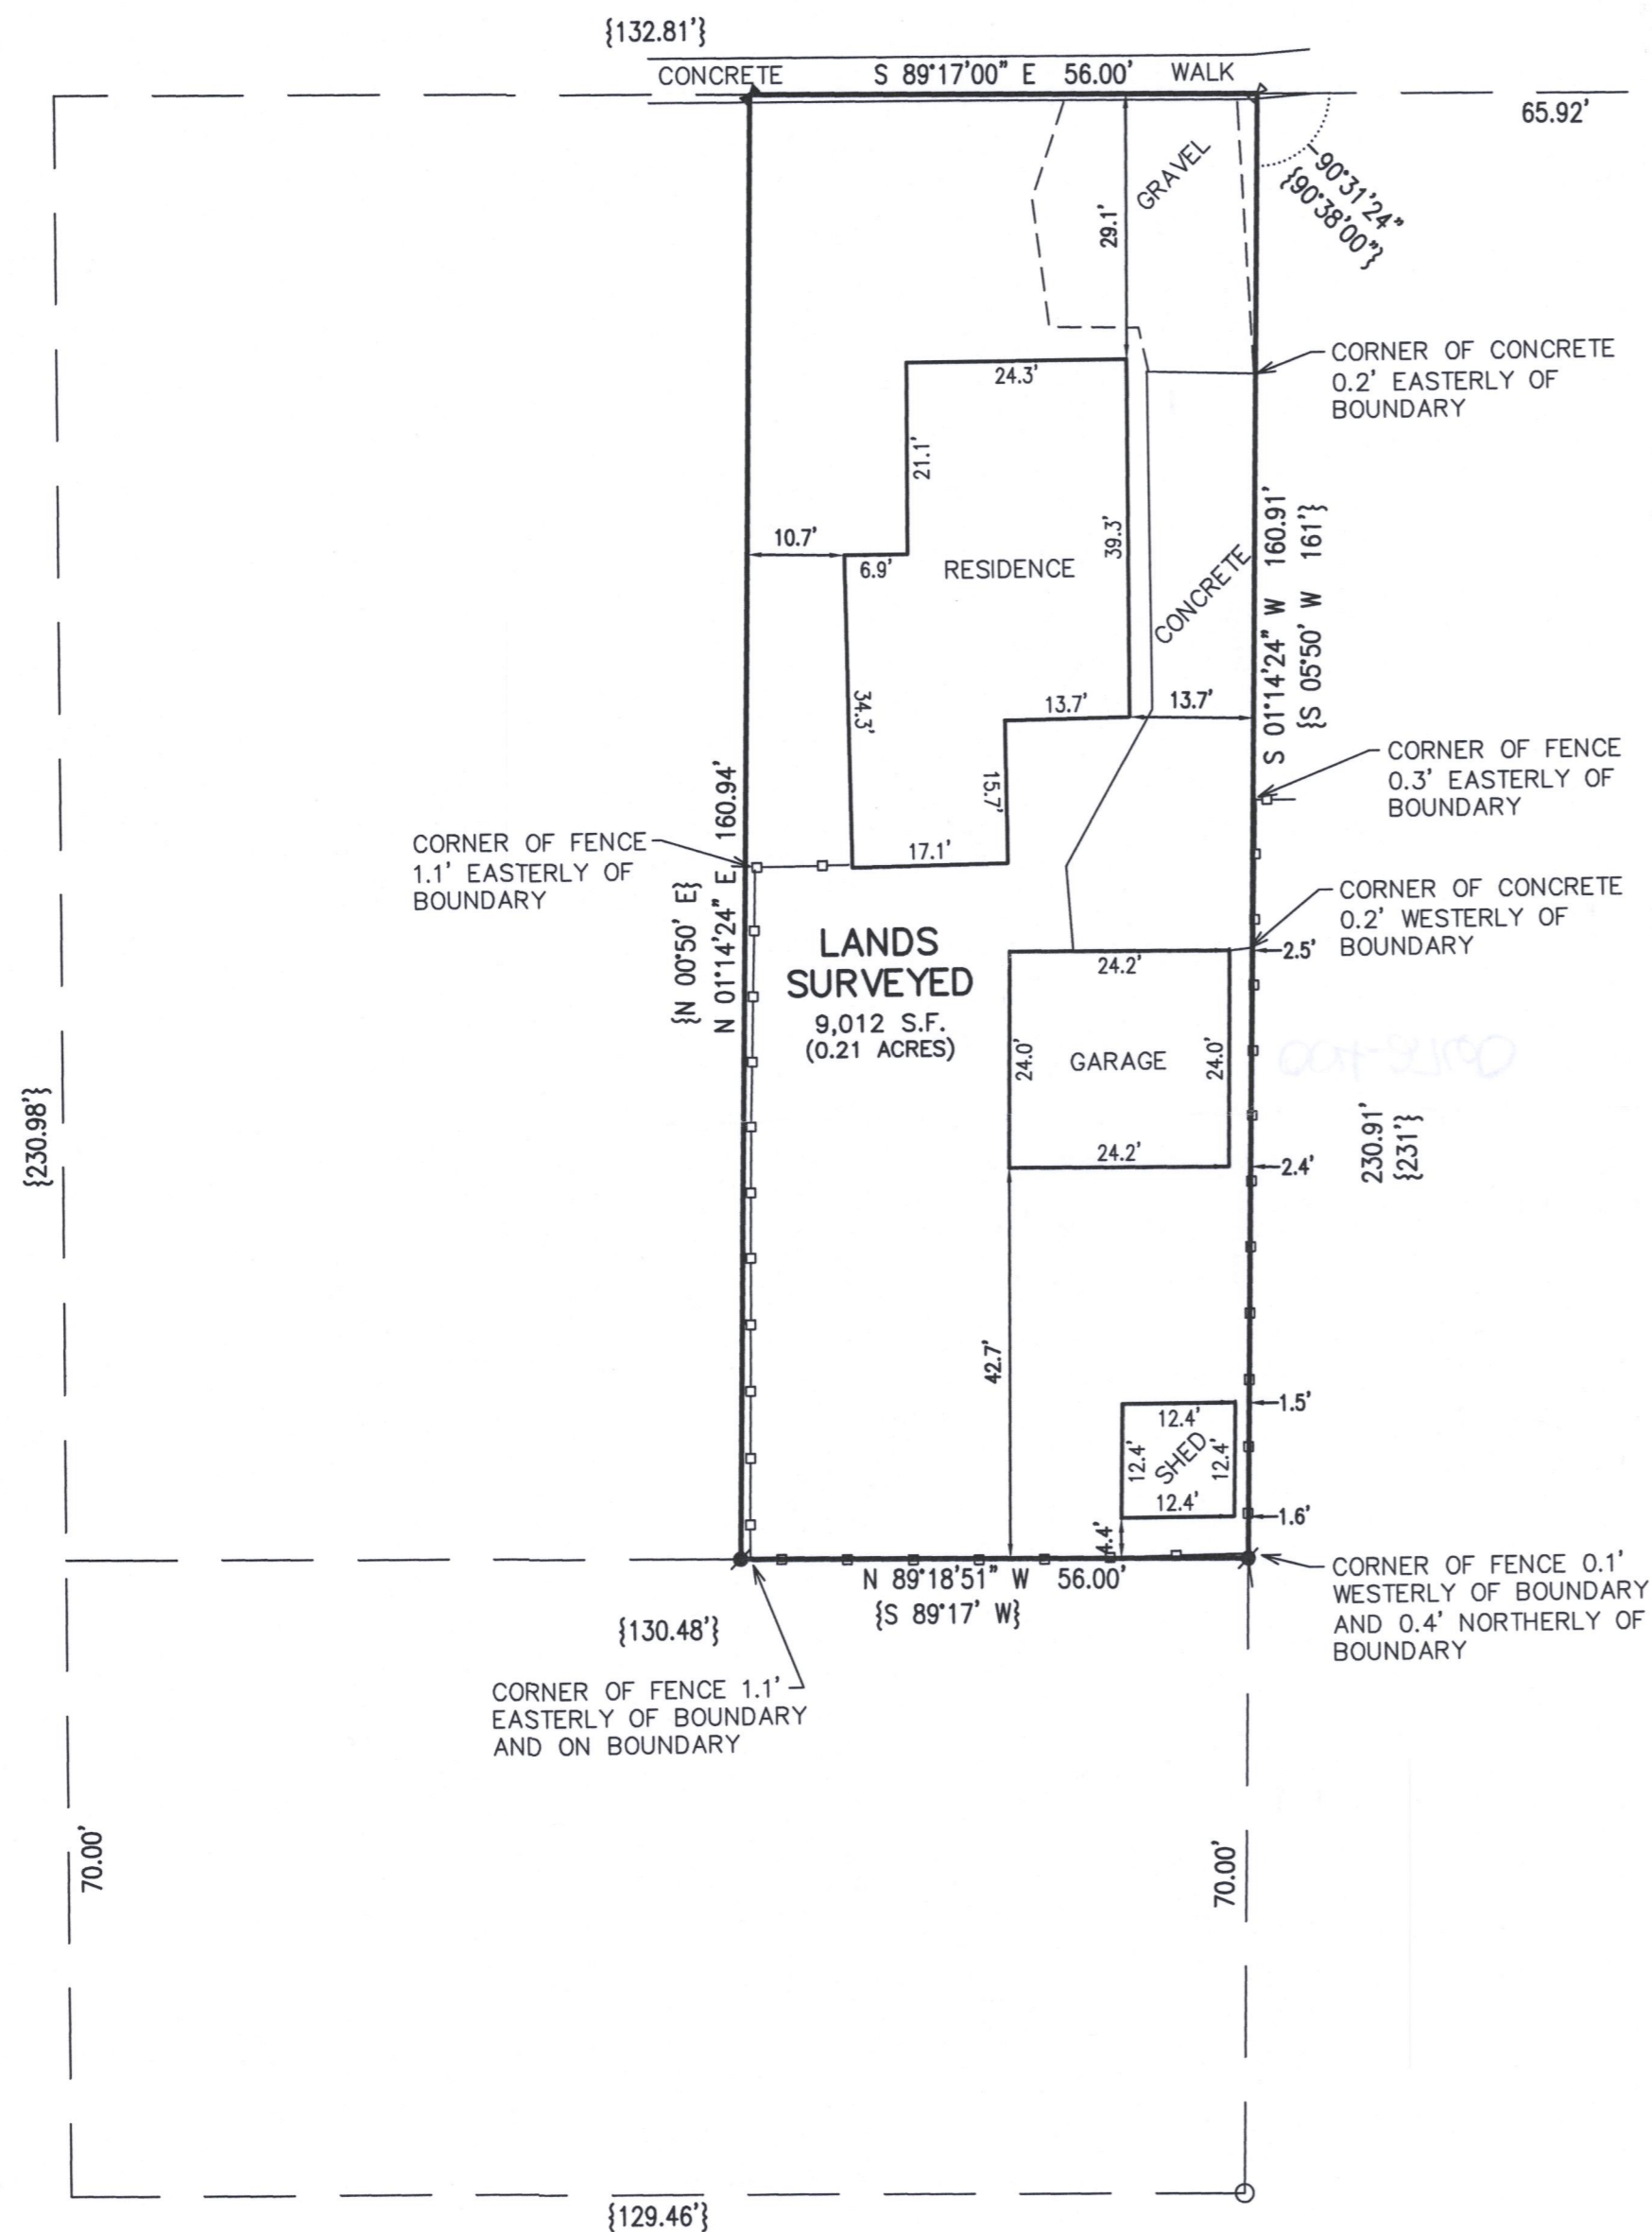 {132.81'}
CONCRETE S 89°17'00" E 56.00' WALK
65.92'
90°31'24"
{90°38'00"}
GRAVEL
29.1'
CORNER OF CONCRETE
0.2' EASTERLY OF
BOUNDARY
24.3'
21.1'
10.7'
6.9'
RESIDENCE
39.3'
CONCRETE
S 01°14'24" W 160.91'
{S 05°50' W 161'}
34.3'
13.7'
13.7'
15.7'
17.1'
CORNER OF FENCE
0.3' EASTERLY OF
BOUNDARY
CORNER OF FENCE
1.1' EASTERLY OF
BOUNDARY
N 01°14'24" E 160.94'
{N 00°50' E}
CORNER OF CONCRETE
0.2' WESTERLY OF
BOUNDARY
LANDS
SURVEYED
9,012 S.F.
(0.21 ACRES)
2.5'
24.2'
24.0'
GARAGE
24.0'
24.2'
2.4'
{230.98'}
230.91'
{231'}
42.7'
1.5'
12.4'
12.4'
SHED
12.4'
12.4'
1.6'
4.4'
N 89°18'51" W 56.00'
{S 89°17' W}
{130.48'}
CORNER OF FENCE 0.1'
WESTERLY OF BOUNDARY
AND 0.4' NORTHERLY OF
BOUNDARY
CORNER OF FENCE 1.1'
EASTERLY OF BOUNDARY
AND ON BOUNDARY
70.00'
70.00'
{129.46'}